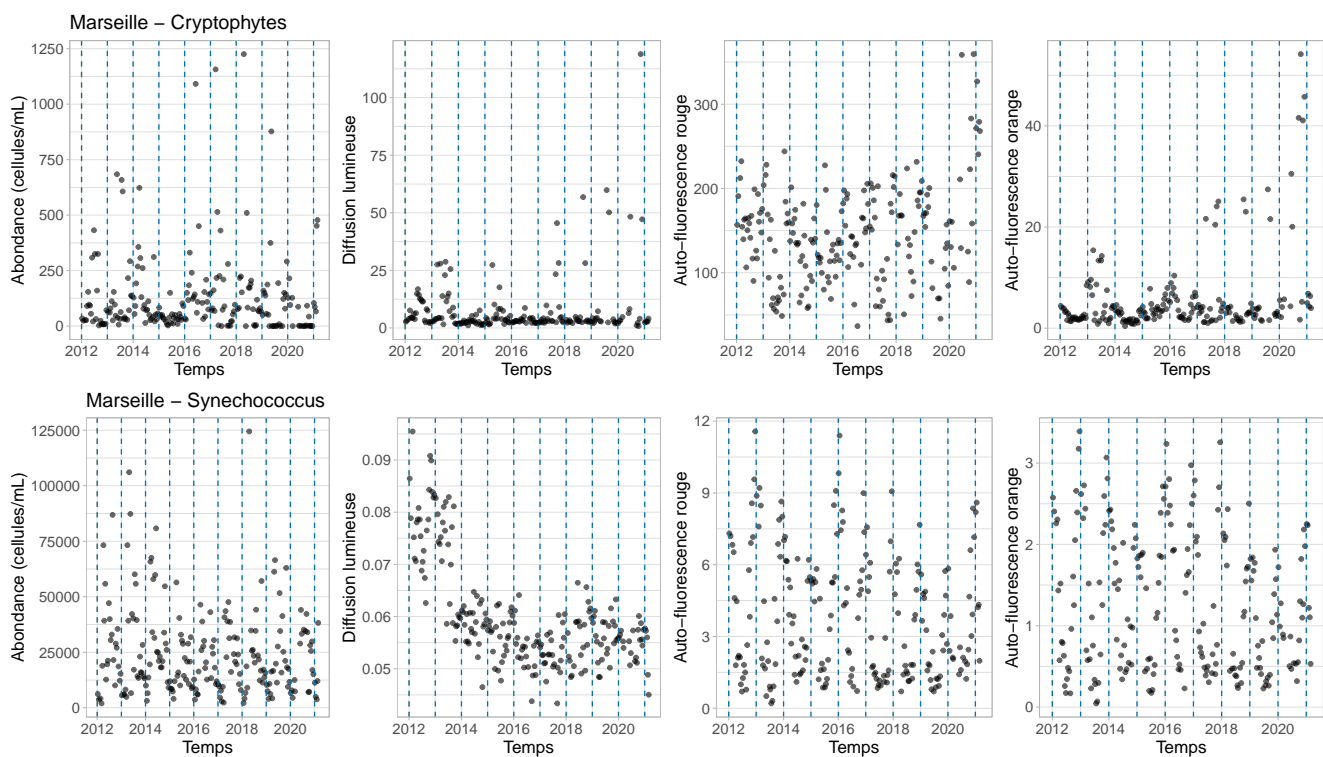 Marseille − Cryptophytes
Abondance (cellules/mL)
1250
1000
750
500
250
0
2012 2014 2016 2018 2020
Temps
Diffusion lumineuse
100
75
50
25
0
2012 2014 2016 2018 2020
Temps
Auto−fluorescence rouge
300
200
100
2012 2014 2016 2018 2020
Temps
Auto−fluorescence orange
40
20
0
2012 2014 2016 2018 2020
Temps
Marseille − Synechococcus
Abondance (cellules/mL)
125000
100000
75000
50000
25000
0
2012 2014 2016 2018 2020
Temps
Diffusion lumineuse
0.09
0.08
0.07
0.06
0.05
2012 2014 2016 2018 2020
Temps
Auto−fluorescence rouge
12
9
6
3
0
2012 2014 2016 2018 2020
Temps
Auto−fluorescence orange
3
2
1
0
2012 2014 2016 2018 2020
Temps